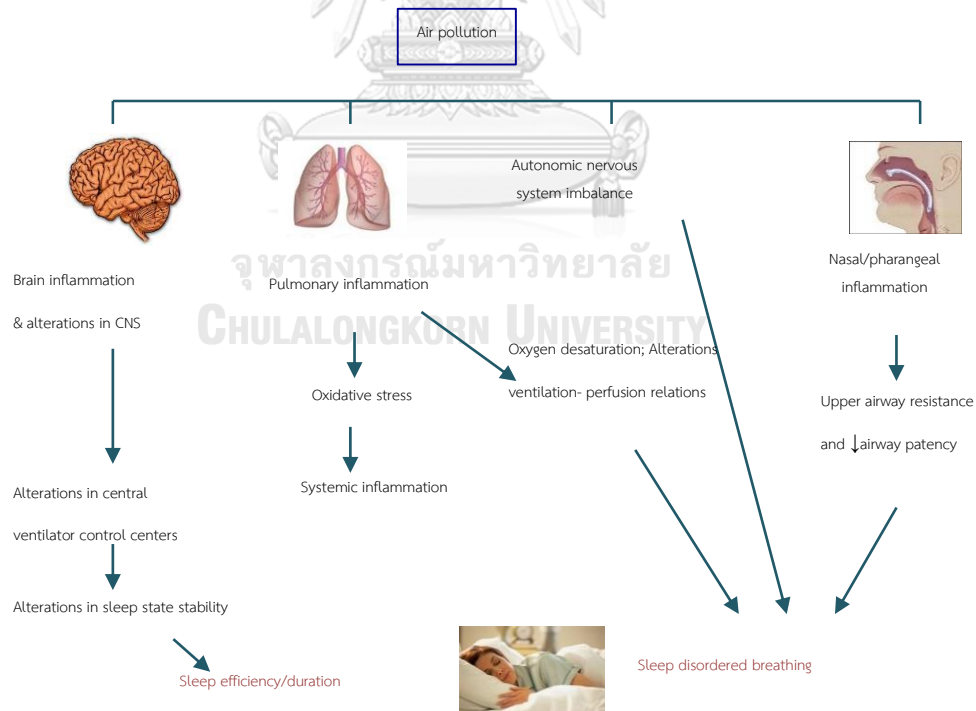 Air pollution
Autonomic nervous
system imbalance
Brain inflammation
& alterations in CNS
จุฬาลงกรณ์มหาวิทยาลัย
CHULALONGKORN UNIVERSITY
Pulmonary inflammation
Nasal/pharangeal
inflammation
Oxidative stress
Oxygen desaturation; Alterations
ventilation- perfusion relations
Upper airway resistance
and ↓airway patency
Systemic inflammation
Alterations in central
ventilator control centers
Alterations in sleep state stability
Sleep efficiency/duration
Sleep disordered breathing